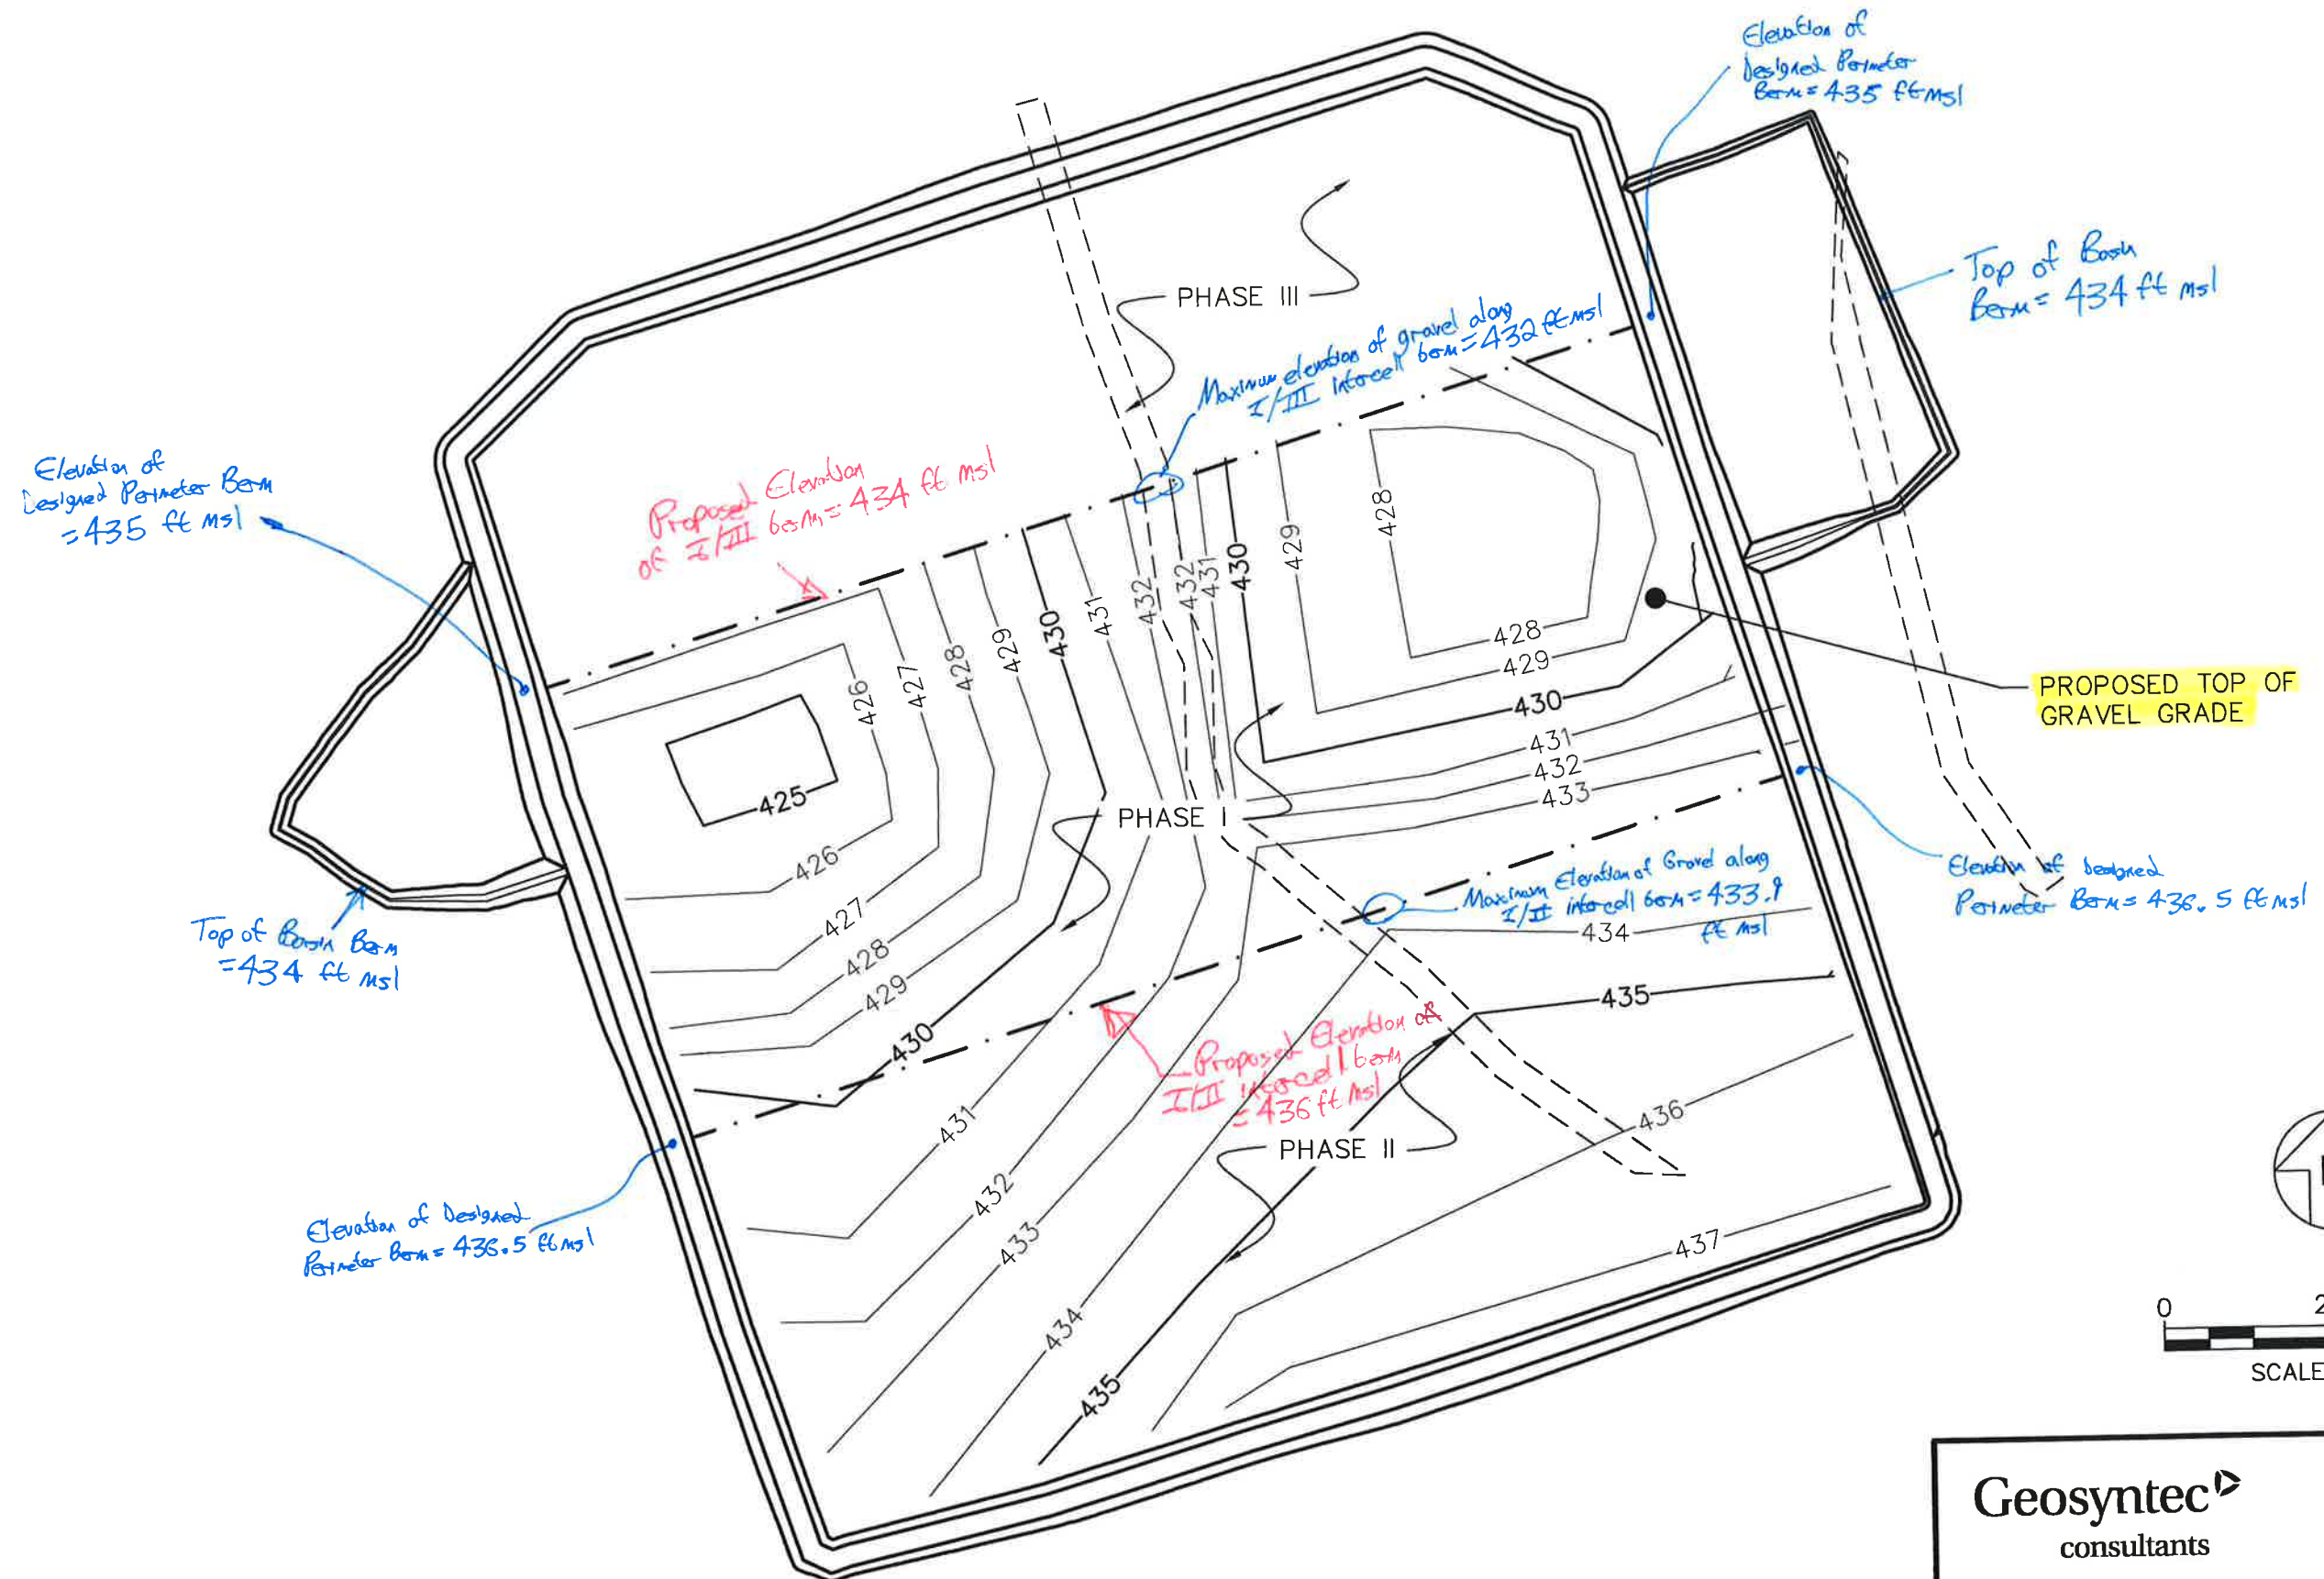 Elevation of
Designed Perimeter
Berm = 435 ft msl
Top of Basin
Berm = 434 ft msl
PHASE III
Maximum elevation of gravel along
I/III intercell berm = 432 ft msl
Elevation of
Designed Perimeter Berm
= 435 ft msl
Proposed Elevation
of I/III berm = 434 ft msl
428
429
430
431
432
432
431
430
429
428
427
426
430
428
429
430
431
432
433
PROPOSED TOP OF
GRAVEL GRADE
425
PHASE I
426
427
428
429
430
Maximum Elevation of Gravel along
I/II intercell berm = 433.9
ft msl
Elevation of Designed
Perimeter Berm = 436.5 ft msl
434
435
Top of Basin Berm
= 434 ft msl
Proposed Elevation of
I/II intercell berm
= 436 ft msl
PHASE II
431
432
433
434
435
436
437
Elevation of Designed
Perimeter Berm = 436.5 ft msl
0
2
SCALE
Geosyntec
consultants